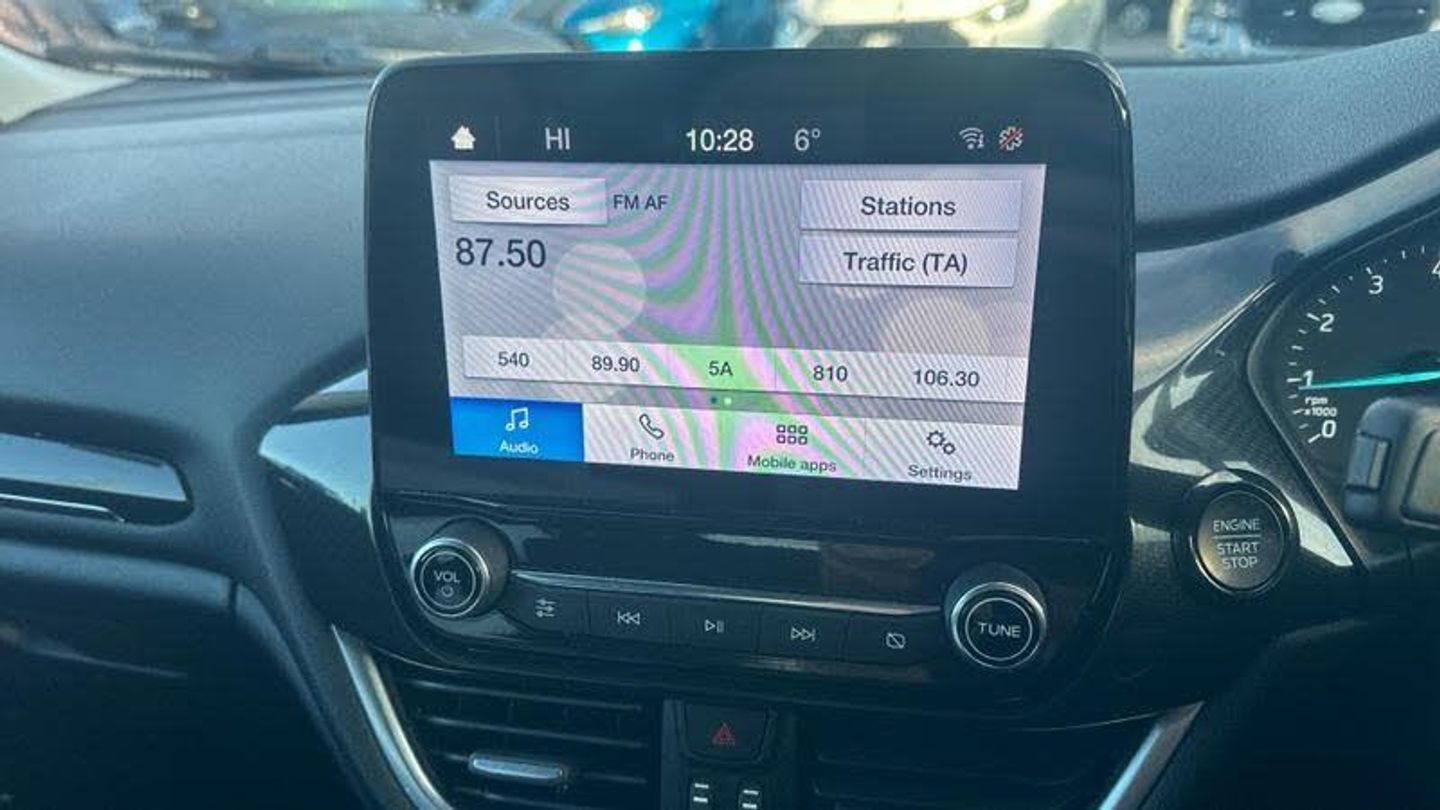 HI 10:28 6°
Sources FM AF Stations
87.50 Traffic (TA)
540 89.90 5A 810 106.30
Audio Phone Mobile apps Settings
VOL
TUNE
ENGINE
START
STOP
4
3
2
1
rpm
x1000
0